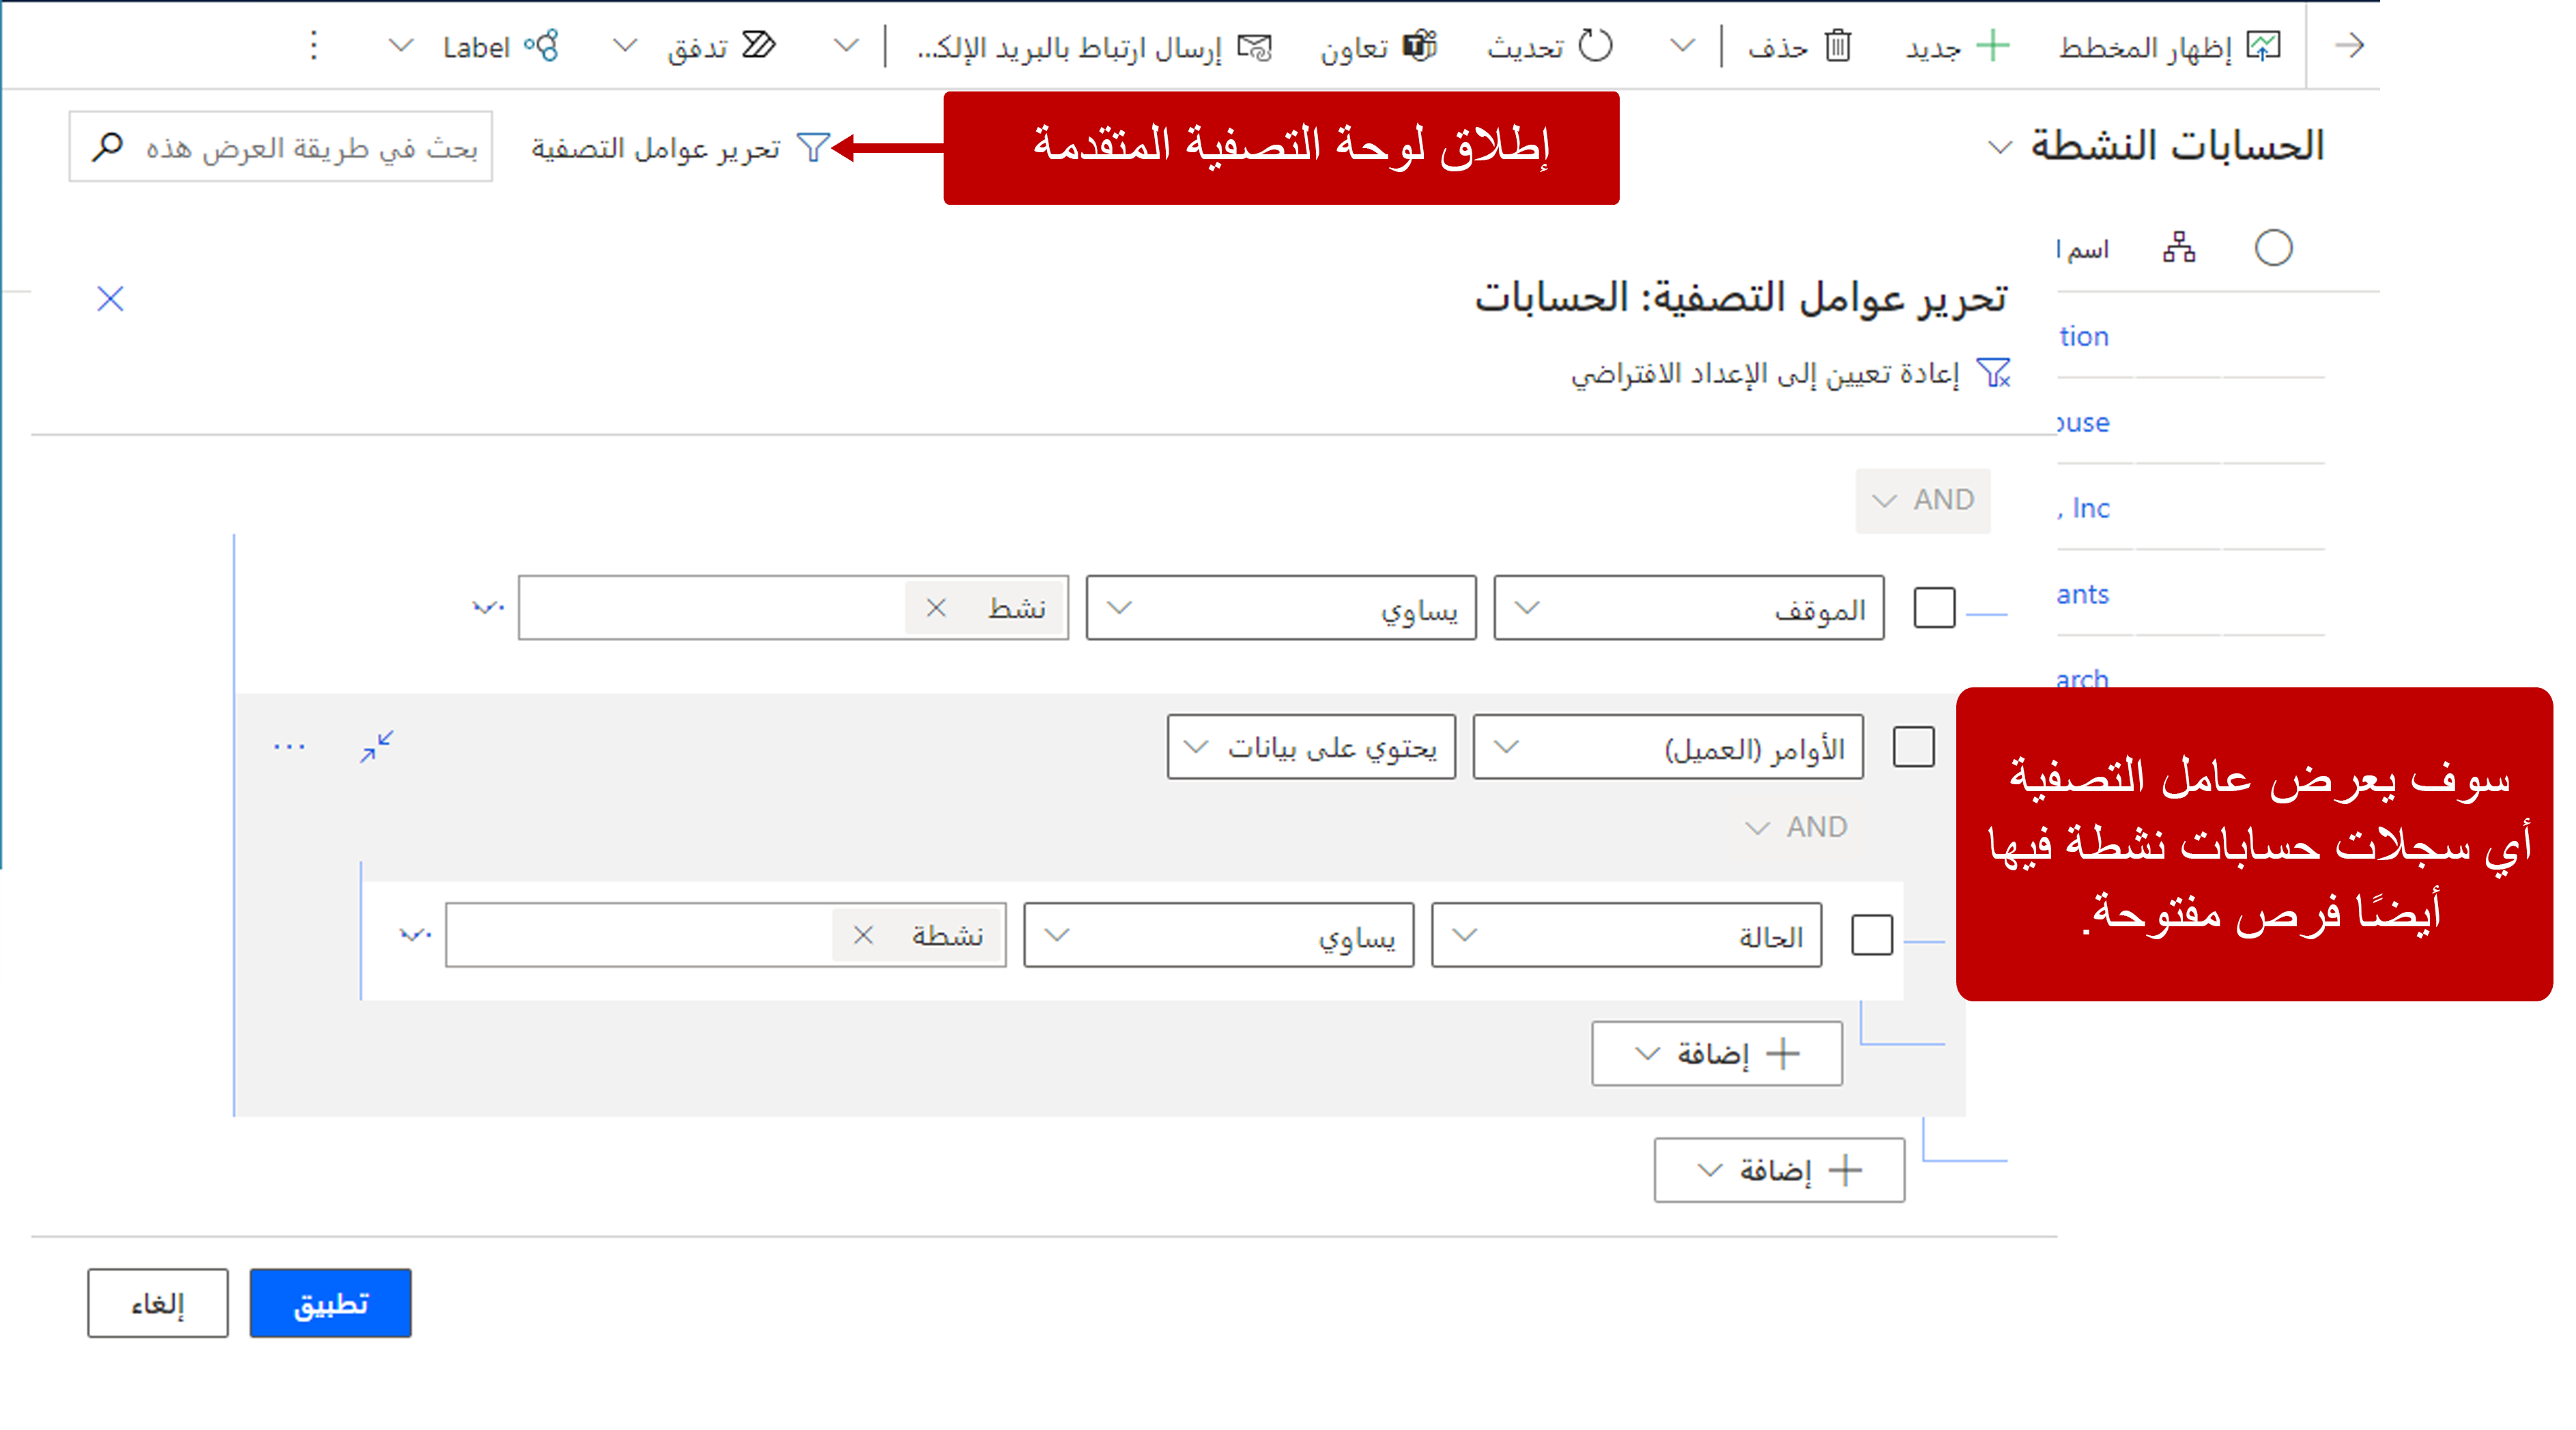 إظهار المخطط
جديد
حذف
تحديث
تعاون
إرسال ارتباط بالبريد الإلكـ...
تدفق
Label
الحسابات النشطة
إطلاق لوحة التصفية المتقدمة
تحرير عوامل التصفية
بحث في طريقة العرض هذه
اسم ا
تحرير عوامل التصفية: الحسابات
إعادة تعيين إلى الإعداد الافتراضي
tion
ouse
, Inc
ants
arch
AND
الموقف
يساوي
نشط
الأوامر (العميل)
يحتوي على بيانات
AND
سوف يعرض عامل التصفية
أي سجلات حسابات نشطة فيها
أيضًا فرص مفتوحة.
الحالة
يساوي
نشطة
إضافة
إضافة
تطبيق
إلغاء